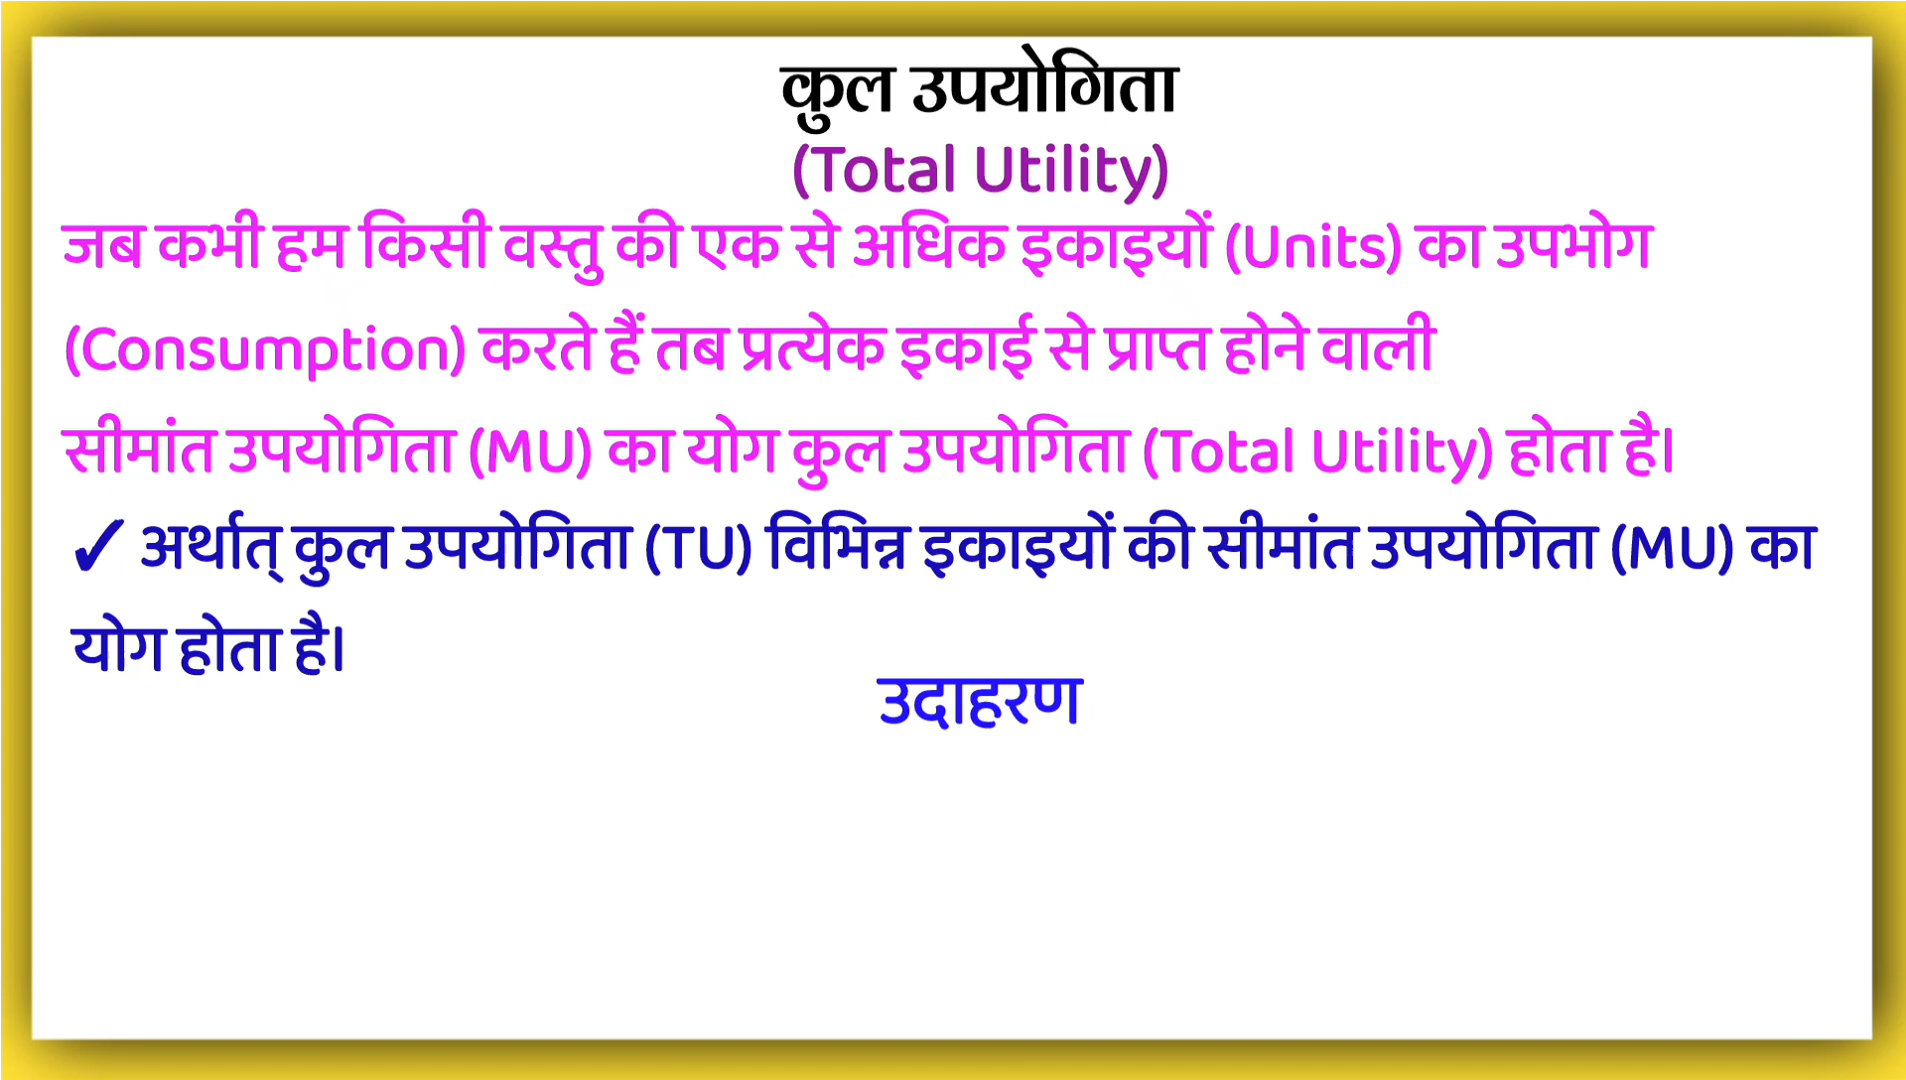 कुल उपयोगिता
(Total Utility)
जब कभी हम किसी वस्तु की एक से अधिक इकाइयों (Units) का उपभोग
(Consumption) करते हैं तब प्रत्येक इकाई से प्राप्त होने वाली
सीमांत उपयोगिता (MU) का योग कुल उपयोगिता (Total Utility) होता है।
✓ अर्थात् कुल उपयोगिता (TU) विभिन्न इकाइयों की सीमांत उपयोगिता (MU) का
योग होता है।
उदाहरण